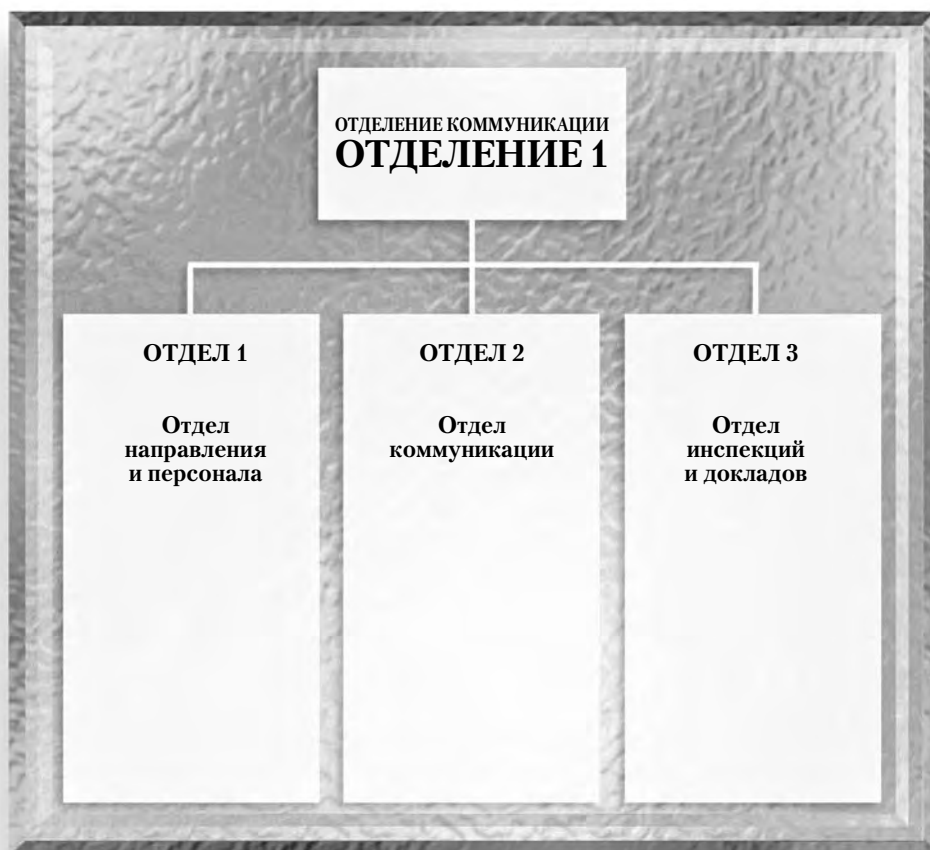 ОТДЕЛЕНИЕ КОММУНИКАЦИИ
ОТДЕЛЕНИЕ 1
ОТДЕЛ 1
Отдел
направления
и персонала
ОТДЕЛ 2
Отдел
коммуникации
ОТДЕЛ 3
Отдел
инспекций
и докладов